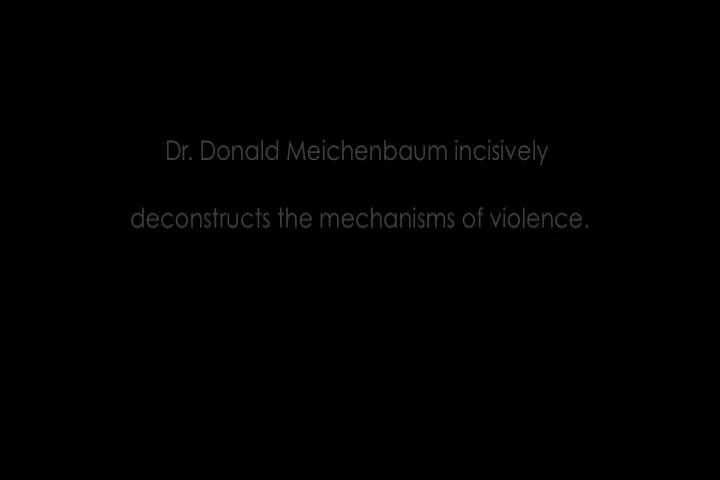 Dr. Donald Meichenbaum incisively
deconstructs the mechanisms of violence.